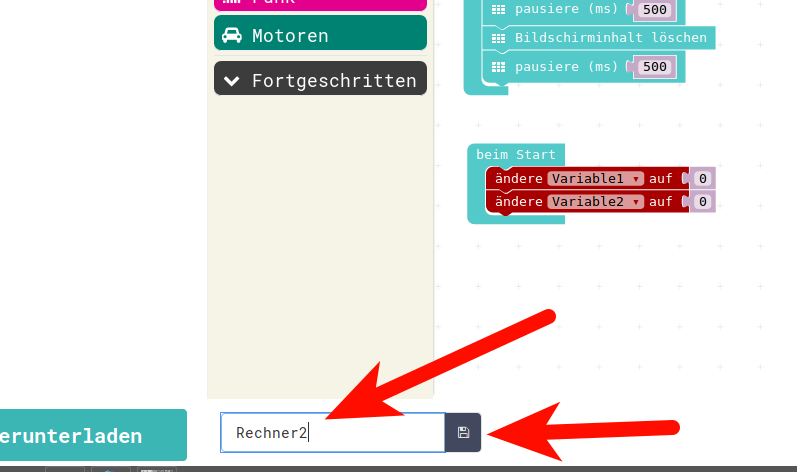 Funk
Motoren
Fortgeschritten
pausiere (ms) 500
Bildschirminhalt löschen
pausiere (ms) 500
beim Start
ändere Variable1 auf 0
ändere Variable2 auf 0
erunterladen
Rechner2